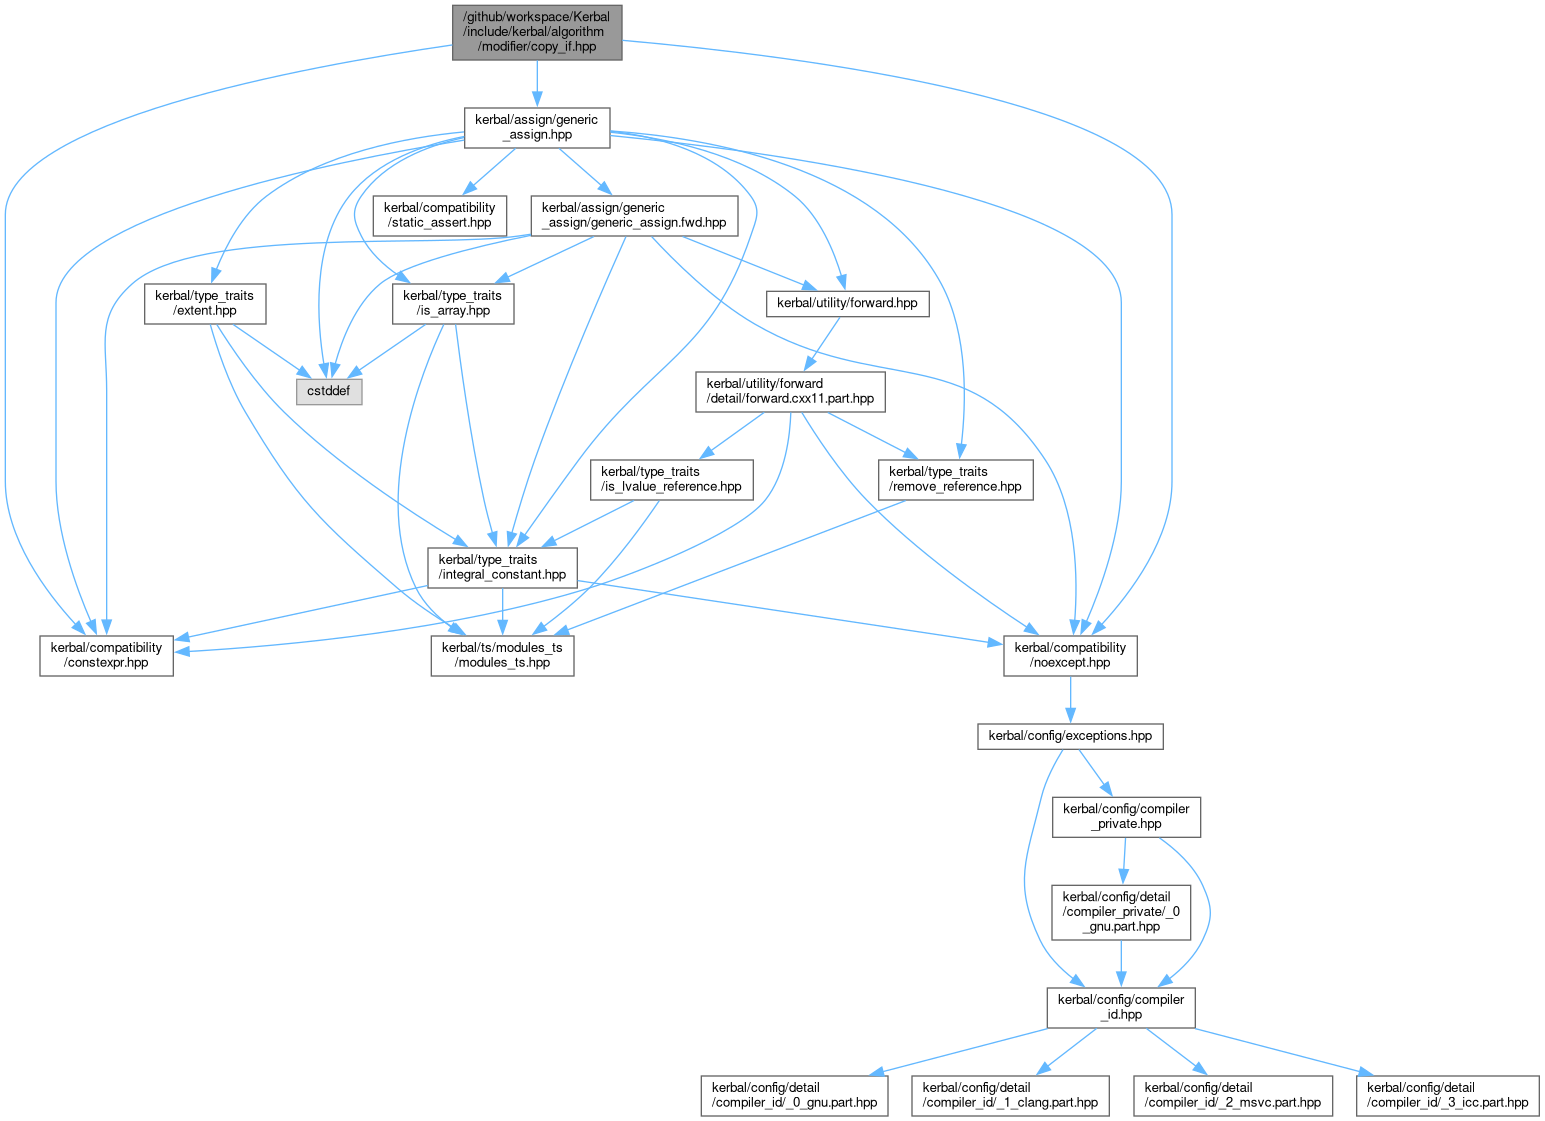 /github/workspace/Kerbal
/include/kerbal/algorithm
/modifier/copy_if.hpp
kerbal/assign/generic
_assign.hpp
kerbal/compatibility
/static_assert.hpp
kerbal/assign/generic
_assign/generic_assign.fwd.hpp
kerbal/type_traits
/extent.hpp
kerbal/type_traits
/is_array.hpp
kerbal/utility/forward.hpp
cstddef
kerbal/utility/forward
/detail/forward.cxx11.part.hpp
kerbal/type_traits
/is_lvalue_reference.hpp
kerbal/type_traits
/remove_reference.hpp
kerbal/type_traits
/integral_constant.hpp
kerbal/compatibility
/constexpr.hpp
kerbal/ts/modules_ts
/modules_ts.hpp
kerbal/compatibility
/noexcept.hpp
kerbal/config/exceptions.hpp
kerbal/config/compiler
_private.hpp
kerbal/config/detail
/compiler_private/_0
_gnu.part.hpp
kerbal/config/compiler
_id.hpp
kerbal/config/detail
/compiler_id/_0_gnu.part.hpp
kerbal/config/detail
/compiler_id/_1_clang.part.hpp
kerbal/config/detail
/compiler_id/_2_msvc.part.hpp
kerbal/config/detail
/compiler_id/_3_icc.part.hpp